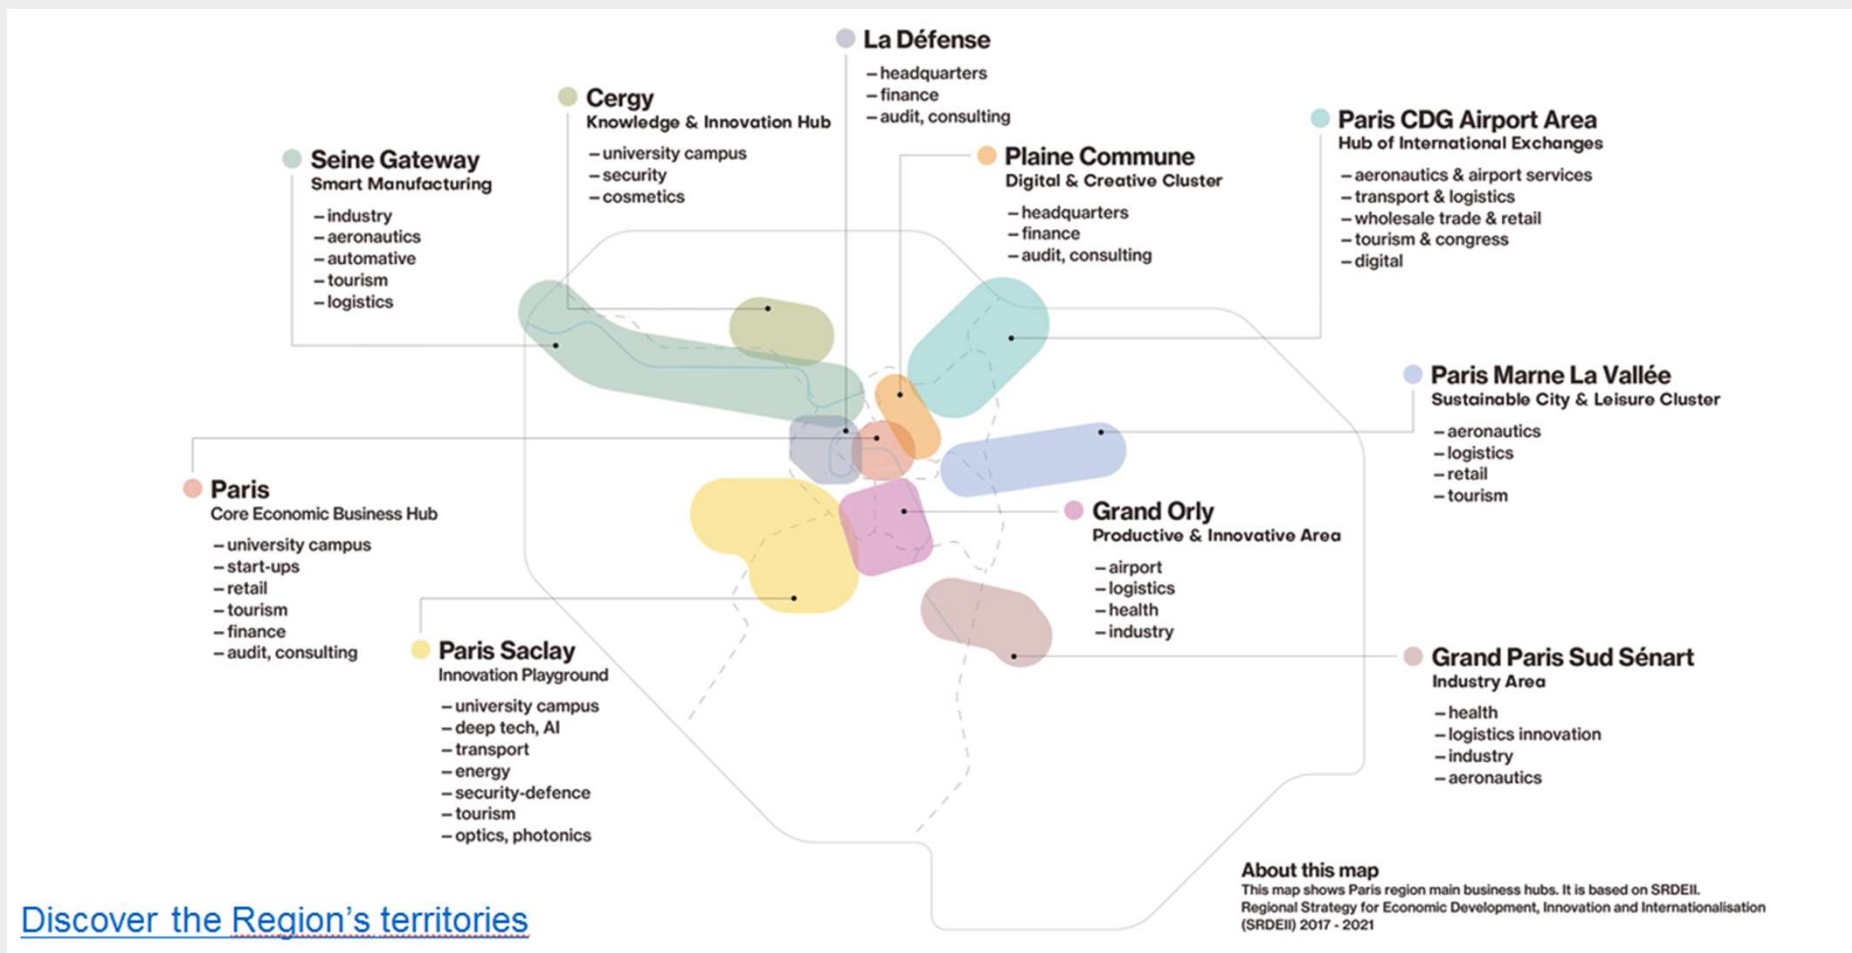 La Défense
– headquarters
– finance
– audit, consulting
Cergy
Knowledge & Innovation Hub
– university campus
– security
– cosmetics
Paris CDG Airport Area
Hub of International Exchanges
– aeronautics & airport services
– transport & logistics
– wholesale trade & retail
– tourism & congress
– digital
Seine Gateway
Smart Manufacturing
– industry
– aeronautics
– automative
– tourism
– logistics
Plaine Commune
Digital & Creative Cluster
– headquarters
– finance
– audit, consulting
Paris Marne La Vallée
Sustainable City & Leisure Cluster
– aeronautics
– logistics
– retail
– tourism
Paris
Core Economic Business Hub
– university campus
– start-ups
– retail
– tourism
– finance
– audit, consulting
Grand Orly
Productive & Innovative Area
– airport
– logistics
– health
– industry
Paris Saclay
Innovation Playground
– university campus
– deep tech, AI
– transport
– energy
– security-defence
– tourism
– optics, photonics
Grand Paris Sud Sénart
Industry Area
– health
– logistics innovation
– industry
– aeronautics
About this map
This map shows Paris region main business hubs. It is based on SRDEII.
Regional Strategy for Economic Development, Innovation and Internationalisation
(SRDEII) 2017 - 2021
Discover the Region’s territories